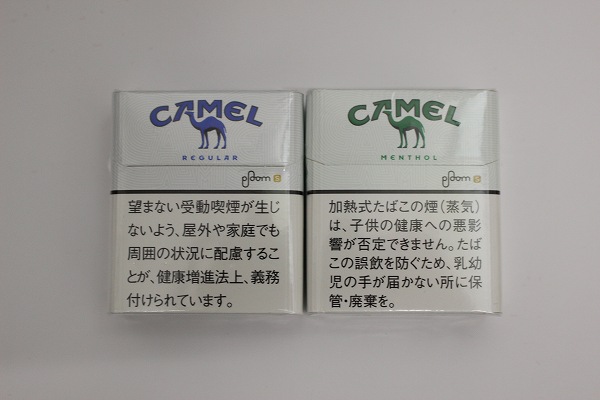 CAMEL
REGULAR
ploom S
望まない受動喫煙が生じ
ないよう、屋外や家庭でも
周囲の状況に配慮するこ
とが、健康増進法上、義務
付けられています。
CAMEL
MENTHOL
ploom S
加熱式たばこの煙(蒸気)
は、子供の健康への悪影
響が否定できません。たば
この誤飲を防ぐため、乳幼
児の手が届かない所に保
管・廃棄を。